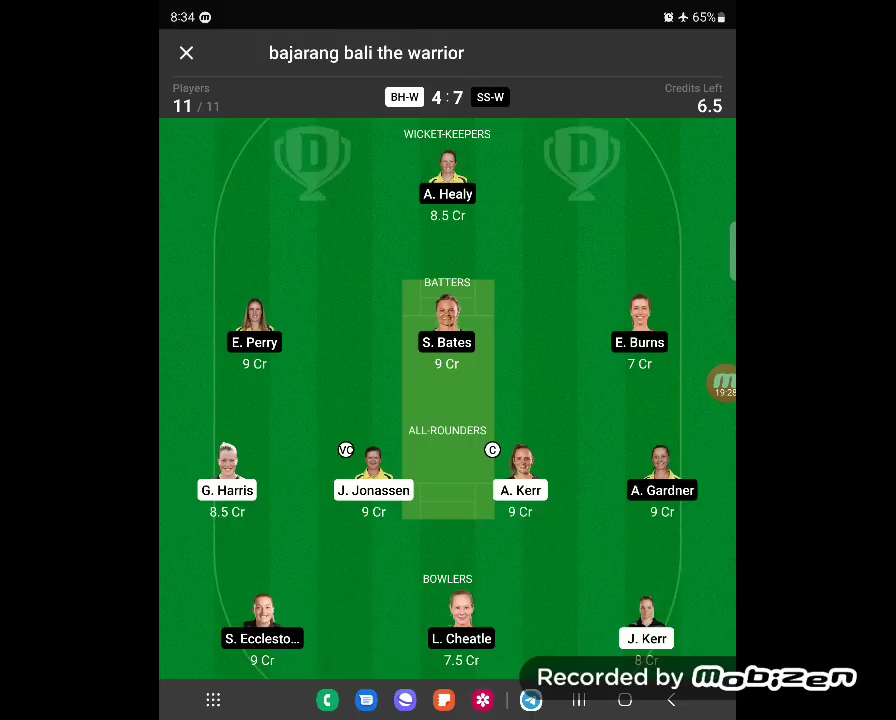 8:34
65%
bajarang bali the warrior
Players
11 / 11
BH-W 4 : 7 SS-W
Credits Left
6.5
WICKET-KEEPERS
A. Healy
8.5 Cr
BATTERS
E. Perry
9 Cr
S. Bates
9 Cr
E. Burns
7 Cr
19:28
ALL-ROUNDERS
G. Harris
8.5 Cr
VC
J. Jonassen
9 Cr
C
A. Kerr
9 Cr
A. Gardner
9 Cr
BOWLERS
S. Ecclesto...
9 Cr
L. Cheatle
7.5 Cr
J. Kerr
8 Cr
Recorded by Mobizen